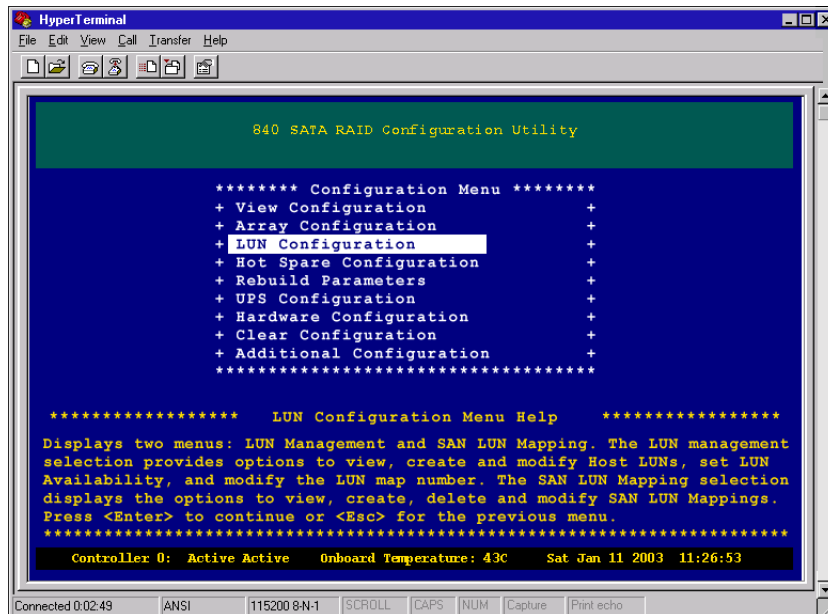 HyperTerminal
File Edit View Call Transfer Help
840 SATA RAID Configuration Utility
******** Configuration Menu ********
+ View Configuration +
+ Array Configuration +
+ LUN Configuration +
+ Hot Spare Configuration +
+ Rebuild Parameters +
+ UPS Configuration +
+ Hardware Configuration +
+ Clear Configuration +
+ Additional Configuration +
************************************
****************** LUN Configuration Menu Help *****************
Displays two menus: LUN Management and SAN LUN Mapping. The LUN management
selection provides options to view, create and modify Host LUNs, set LUN
Availability, and modify the LUN map number. The SAN LUN Mapping selection
displays the options to view, create, delete and modify SAN LUN Mappings.
Press <Enter> to continue or <Esc> for the previous menu.
***********************************************************************
Controller 0: Active Active Onboard Temperature: 43C Sat Jan 11 2003 11:26:53
Connected 0:02:49 ANSI 115200 8-N-1 SCROLL CAPS NUM Capture Print echo